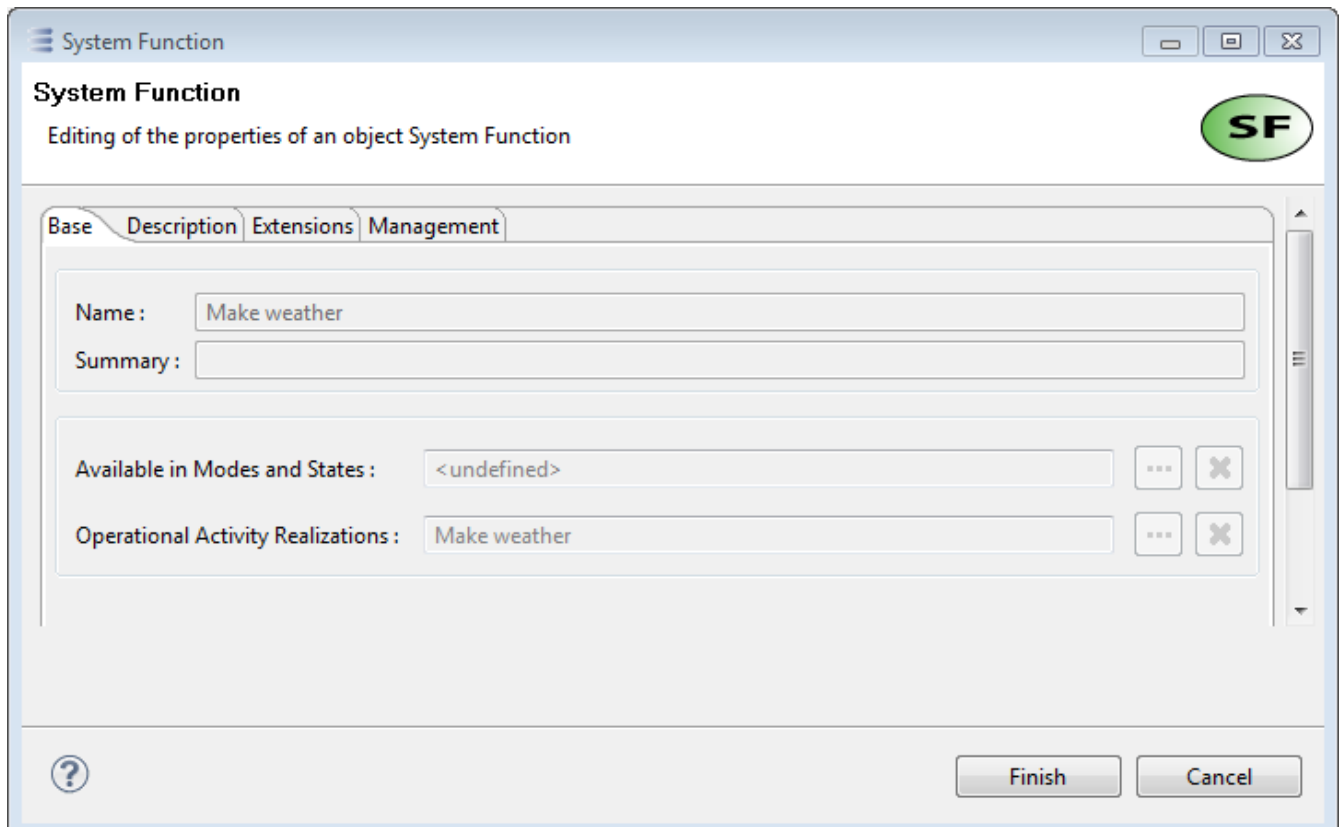 System Function
System Function
Editing of the properties of an object System Function
SF
Base Description Extensions Management
Name : Make weather
Summary :
Available in Modes and States : <undefined> ...
Operational Activity Realizations : Make weather ...
?
Finish Cancel